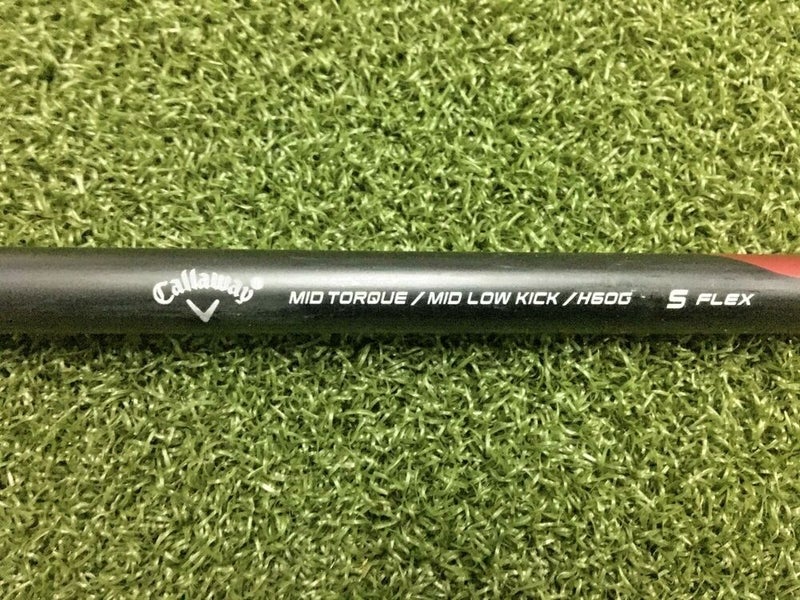 Callaway®
MID TORQUE / MID LOW KICK / H60G S FLEX